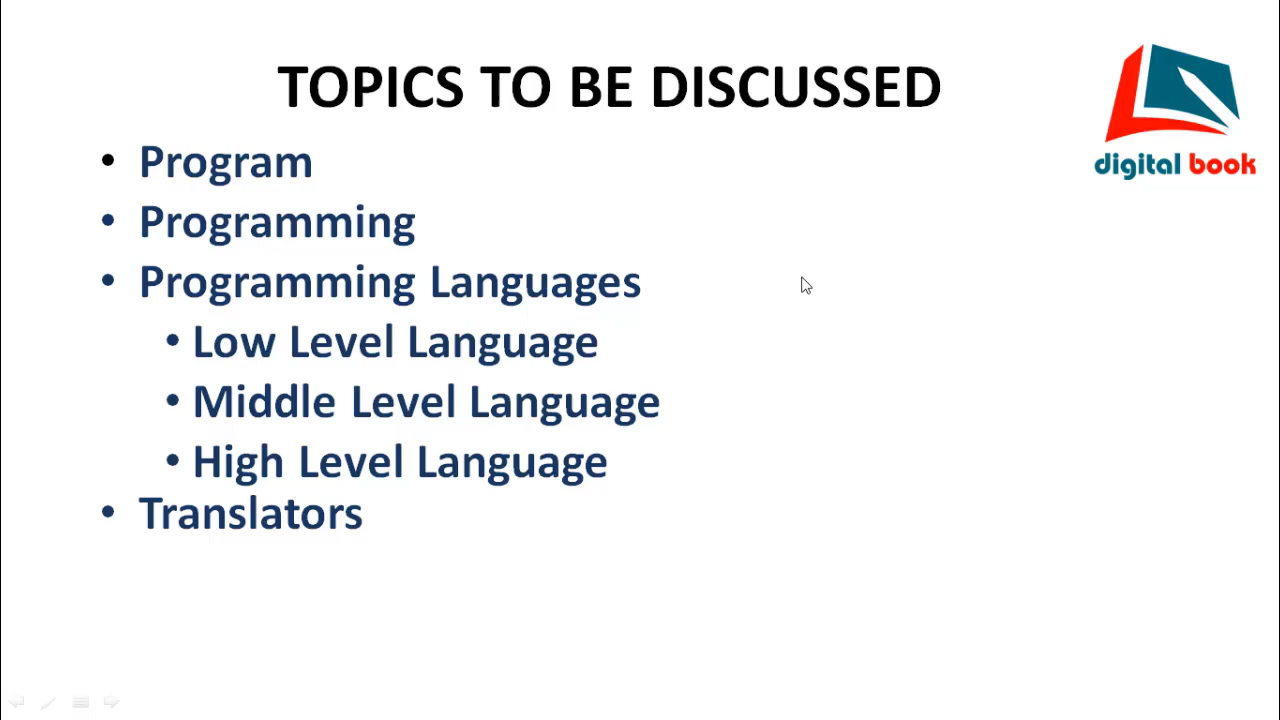 TOPICS TO BE DISCUSSED
digital book
• Program
• Programming
• Programming Languages
• Low Level Language
• Middle Level Language
• High Level Language
• Translators